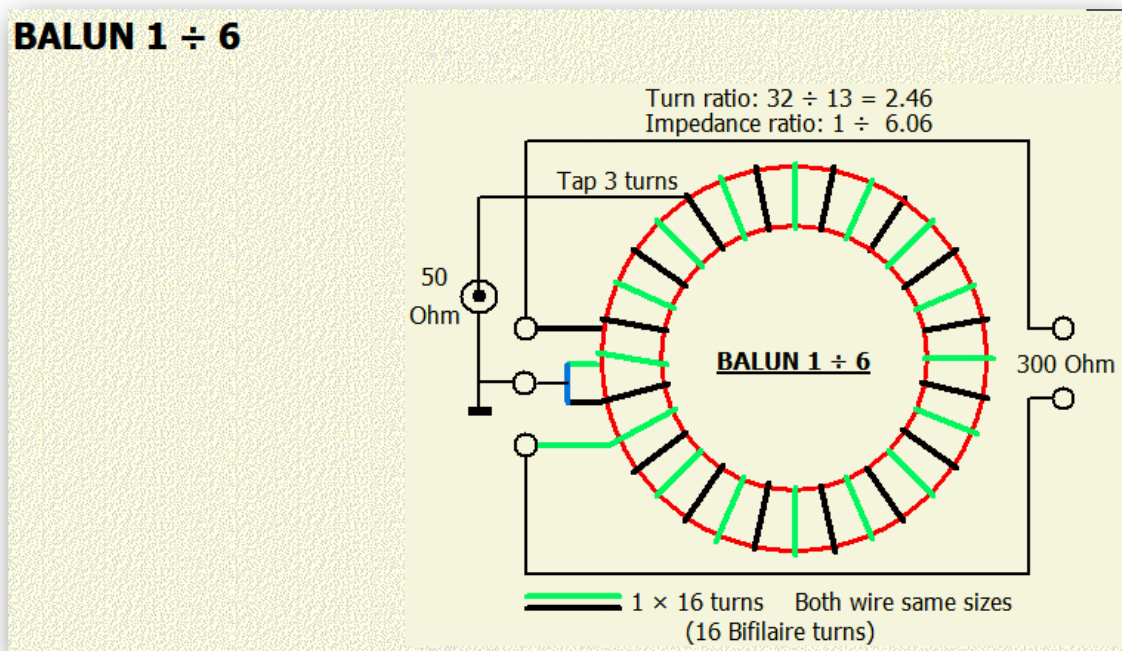 BALUN 1 ÷ 6
Turn ratio: 32 ÷ 13 = 2.46
Impedance ratio: 1 ÷ 6.06
Tap 3 turns
50
Ohm
BALUN 1 ÷ 6
300 Ohm
1 × 16 turns Both wire same sizes
(16 Bifilaire turns)